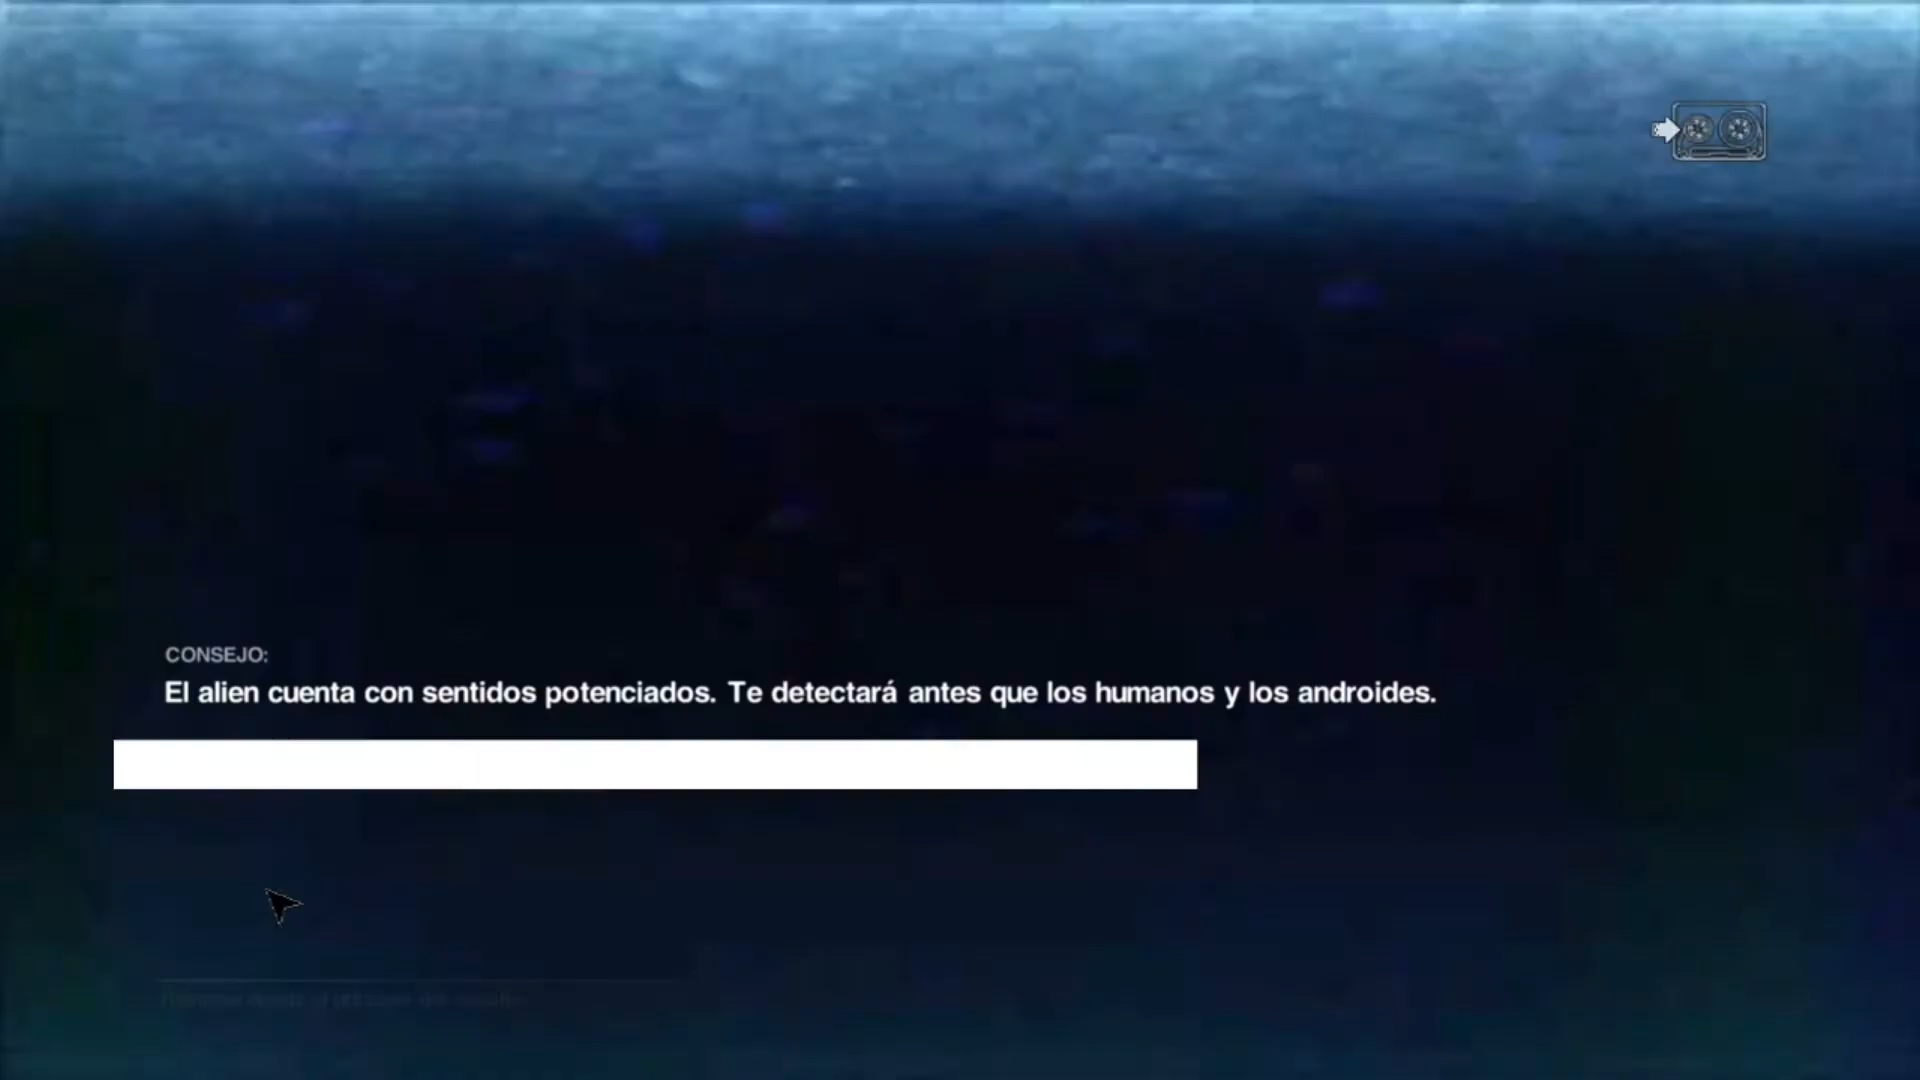 CONSEJO:
El alien cuenta con sentidos potenciados. Te detectará antes que los humanos y los androides.